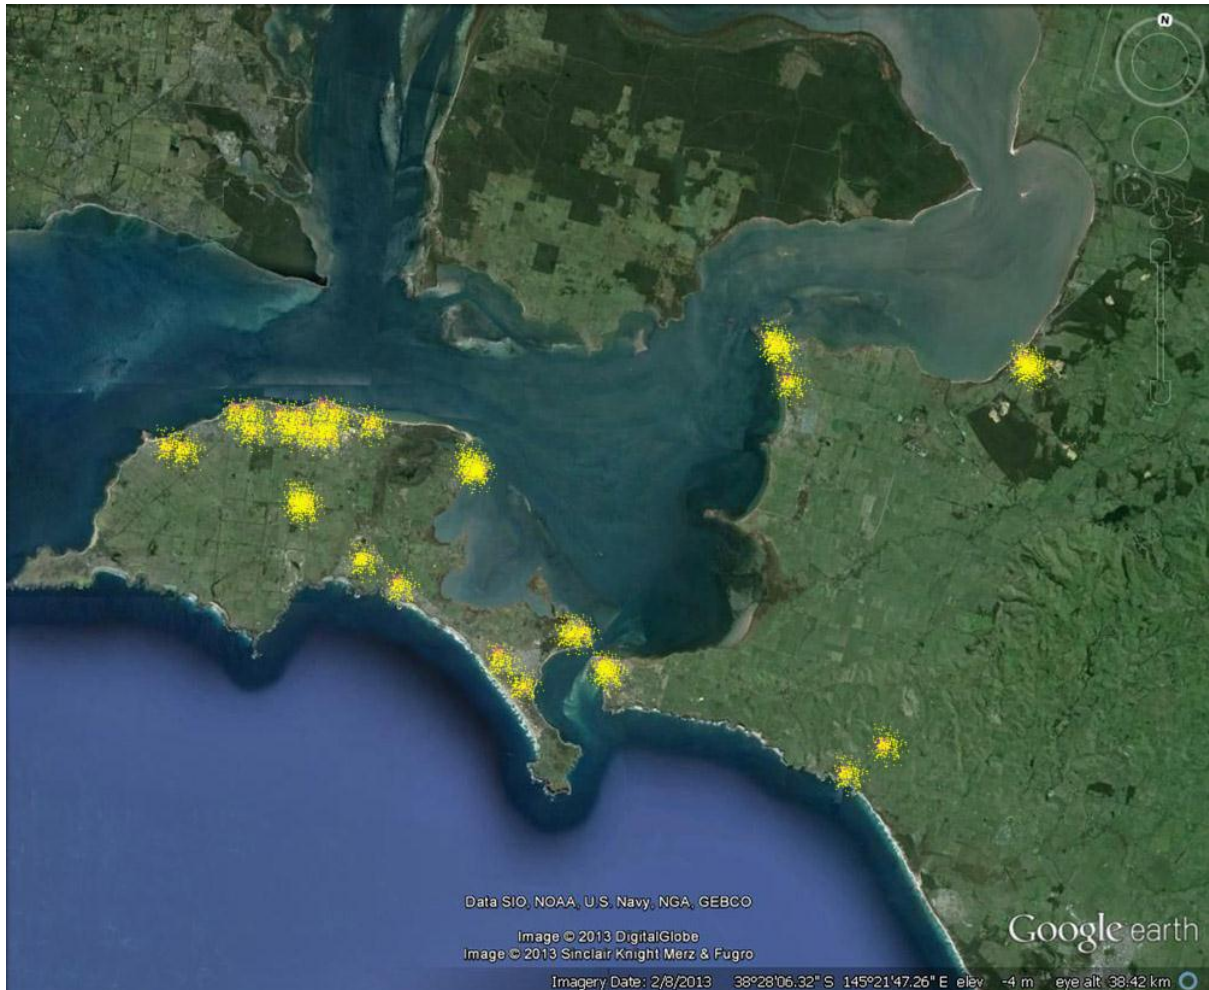 N
Data SIO, NOAA, U.S. Navy, NGA, GEBCO
Image © 2013 DigitalGlobe
Image © 2013 Sinclair Knight Merz & Fugro
Google earth
Imagery Date: 2/8/2013 38°28'06.32" S 145°21'47.26" E elev -4 m eye alt 38.42 km